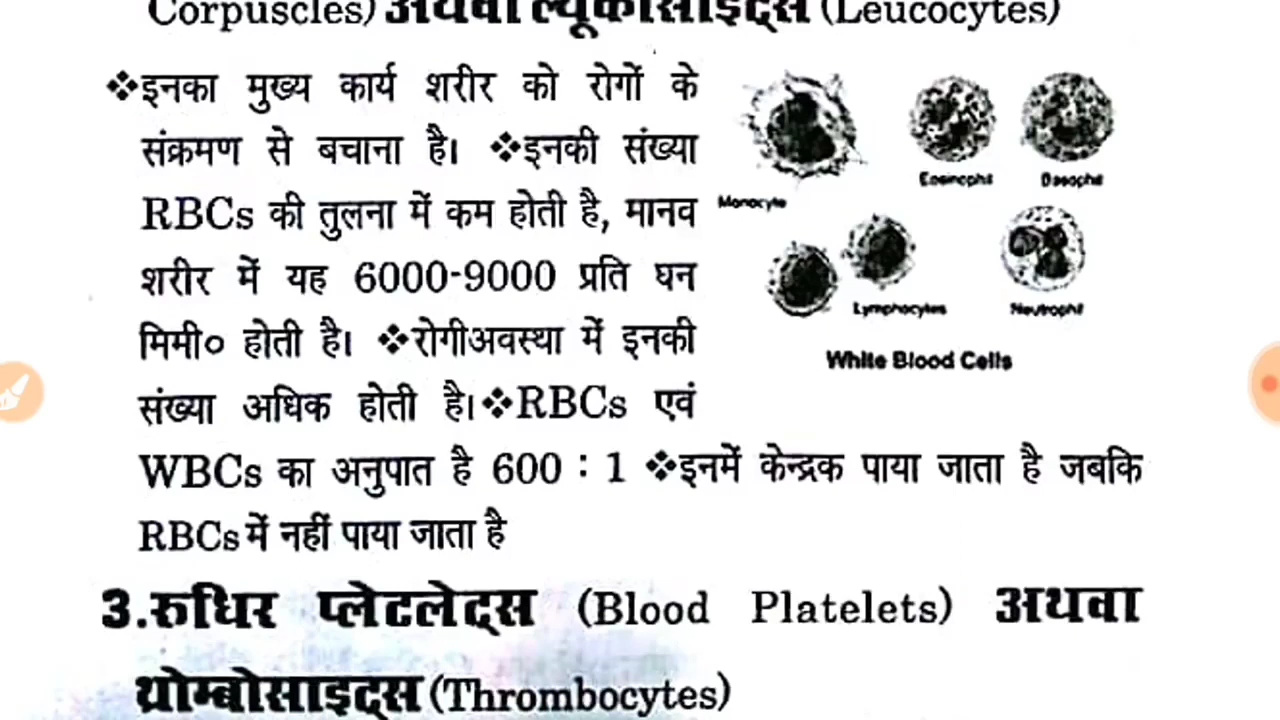 Corpuscles) अथवा ल्यूकोसाइट्स (Leucocytes)
❖इनका मुख्य कार्य शरीर को रोगों के
संक्रमण से बचाना है। ❖इनकी संख्या
RBCs की तुलना में कम होती है, मानव
शरीर में यह 6000-9000 प्रति घन
मिमी० होती है। ❖रोगीअवस्था में इनकी
संख्या अधिक होती है।❖RBCs एवं
WBCs का अनुपात है 600 : 1 ❖इनमें केन्द्रक पाया जाता है जबकि
RBCs में नहीं पाया जाता है
Monocyte
Eosinophil
Basophil
Lymphocytes
Neutrophil
White Blood Cells
3.रुधिर प्लेटलेट्स (Blood Platelets) अथवा
थ्रोम्बोसाइट्स (Thrombocytes)